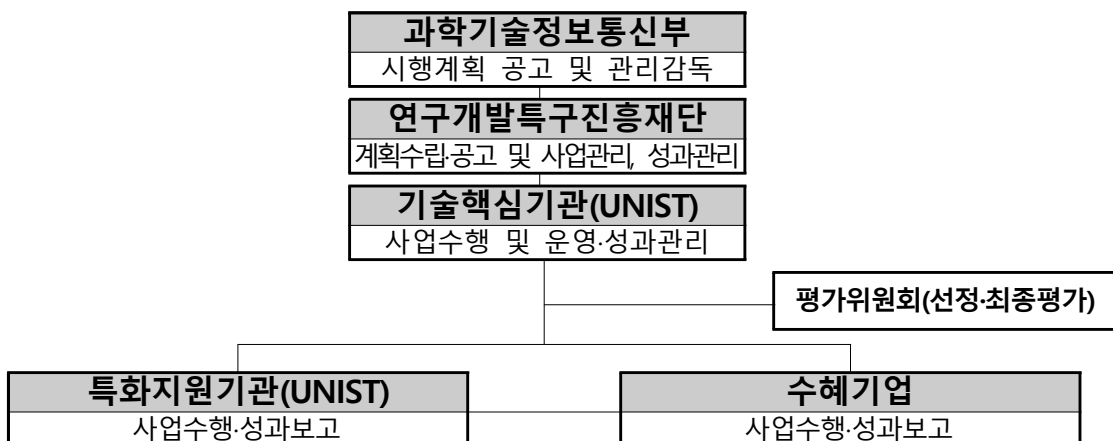 과학기술정보통신부
시행계획 공고 및 관리감독
연구개발특구진흥재단
계획수립·공고 및 사업관리, 성과관리
기술핵심기관(UNIST)
사업수행 및 운영·성과관리
평가위원회(선정·최종평가)
특화지원기관(UNIST)
사업수행·성과보고
수혜기업
사업수행·성과보고